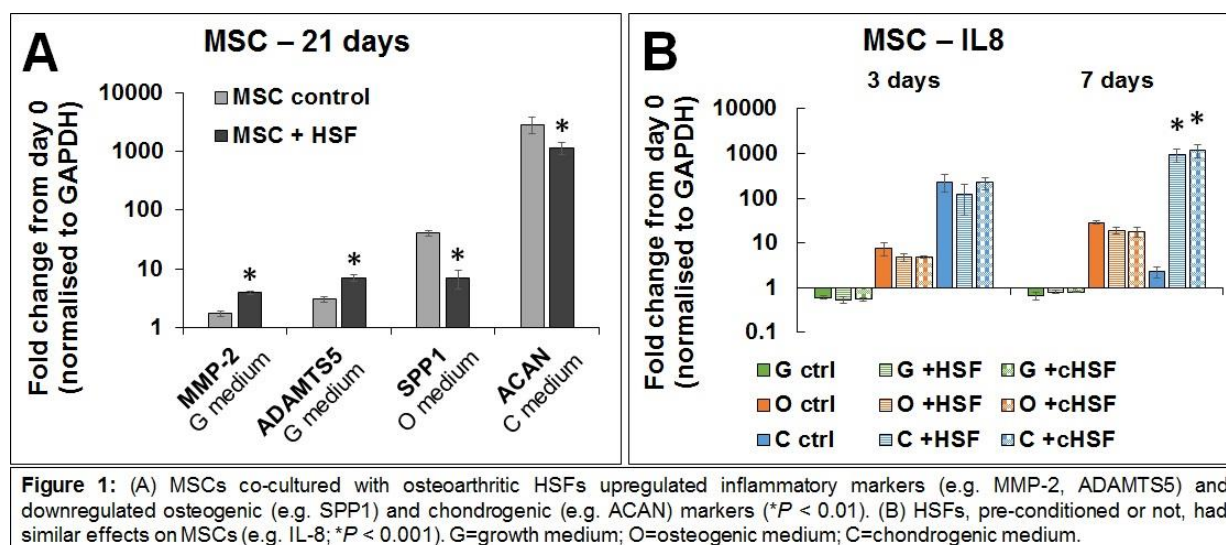 A
MSC – 21 days
Fold change from day 0
(normalised to GAPDH)
10000
1000
100
10
1
MSC control
MSC + HSF
*
*
*
*
MMP-2
G medium
ADAMTS5
G medium
SPP1
O medium
ACAN
C medium
B
MSC – IL8
3 days
7 days
Fold change from day 0
(normalised to GAPDH)
10000
1000
100
10
1
0.1
* *
G ctrl G +HSF G +cHSF
O ctrl O +HSF O +cHSF
C ctrl C +HSF C +cHSF
Figure 1: (A) MSCs co-cultured with osteoarthritic HSFs upregulated inflammatory markers (e.g. MMP-2, ADAMTS5) and
downregulated osteogenic (e.g. SPP1) and chondrogenic (e.g. ACAN) markers (*P < 0.01). (B) HSFs, pre-conditioned or not, had
similar effects on MSCs (e.g. IL-8; *P < 0.001). G=growth medium; O=osteogenic medium; C=chondrogenic medium.